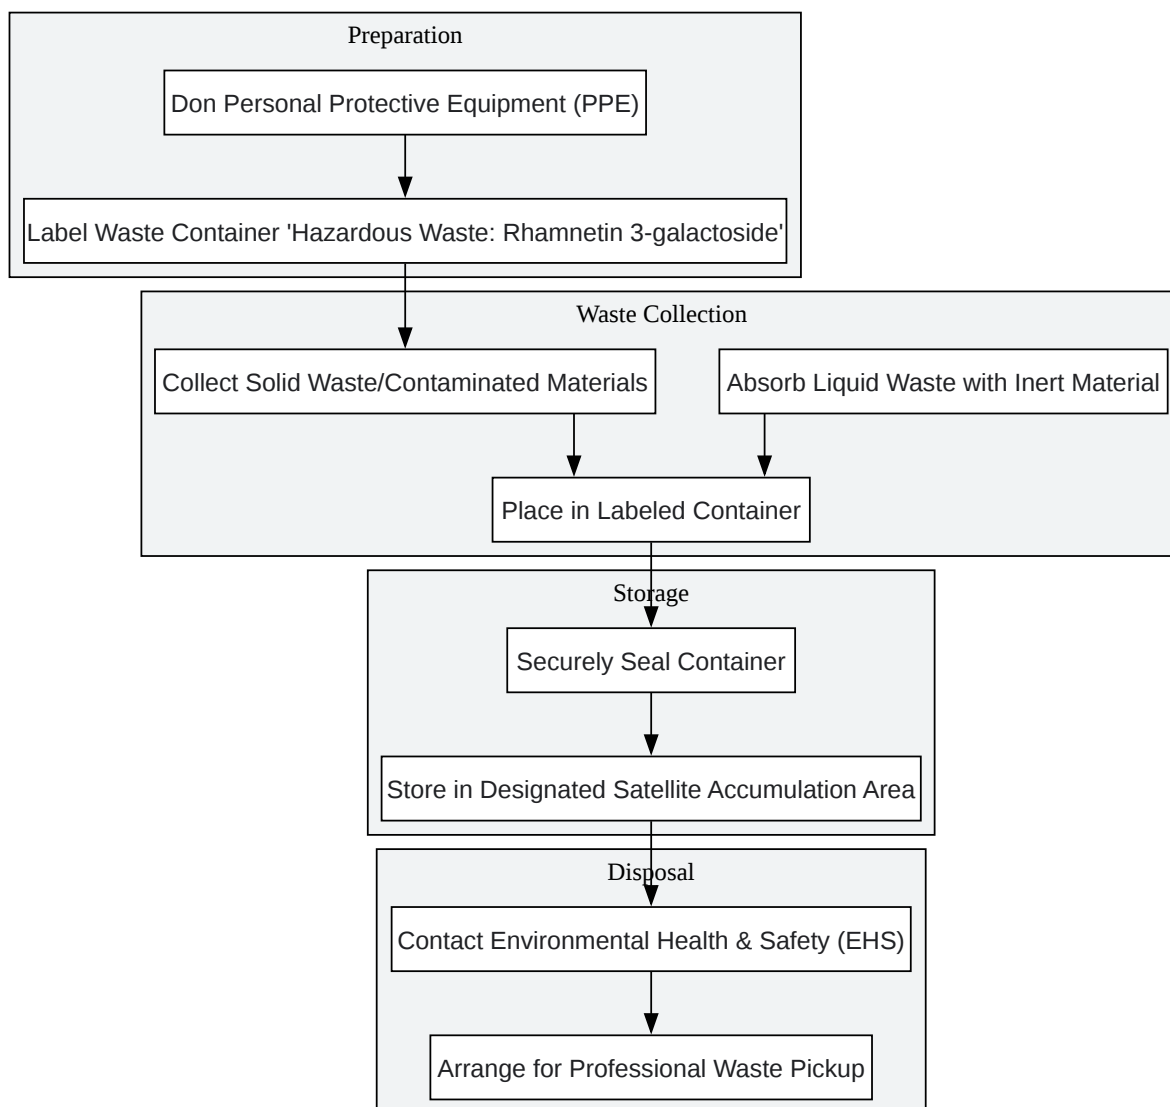 Preparation
Don Personal Protective Equipment (PPE)
Label Waste Container 'Hazardous Waste: Rhamnetin 3-galactoside'
Waste Collection
Collect Solid Waste/Contaminated Materials
Absorb Liquid Waste with Inert Material
Place in Labeled Container
Storage
Securely Seal Container
Store in Designated Satellite Accumulation Area
Disposal
Contact Environmental Health & Safety (EHS)
Arrange for Professional Waste Pickup